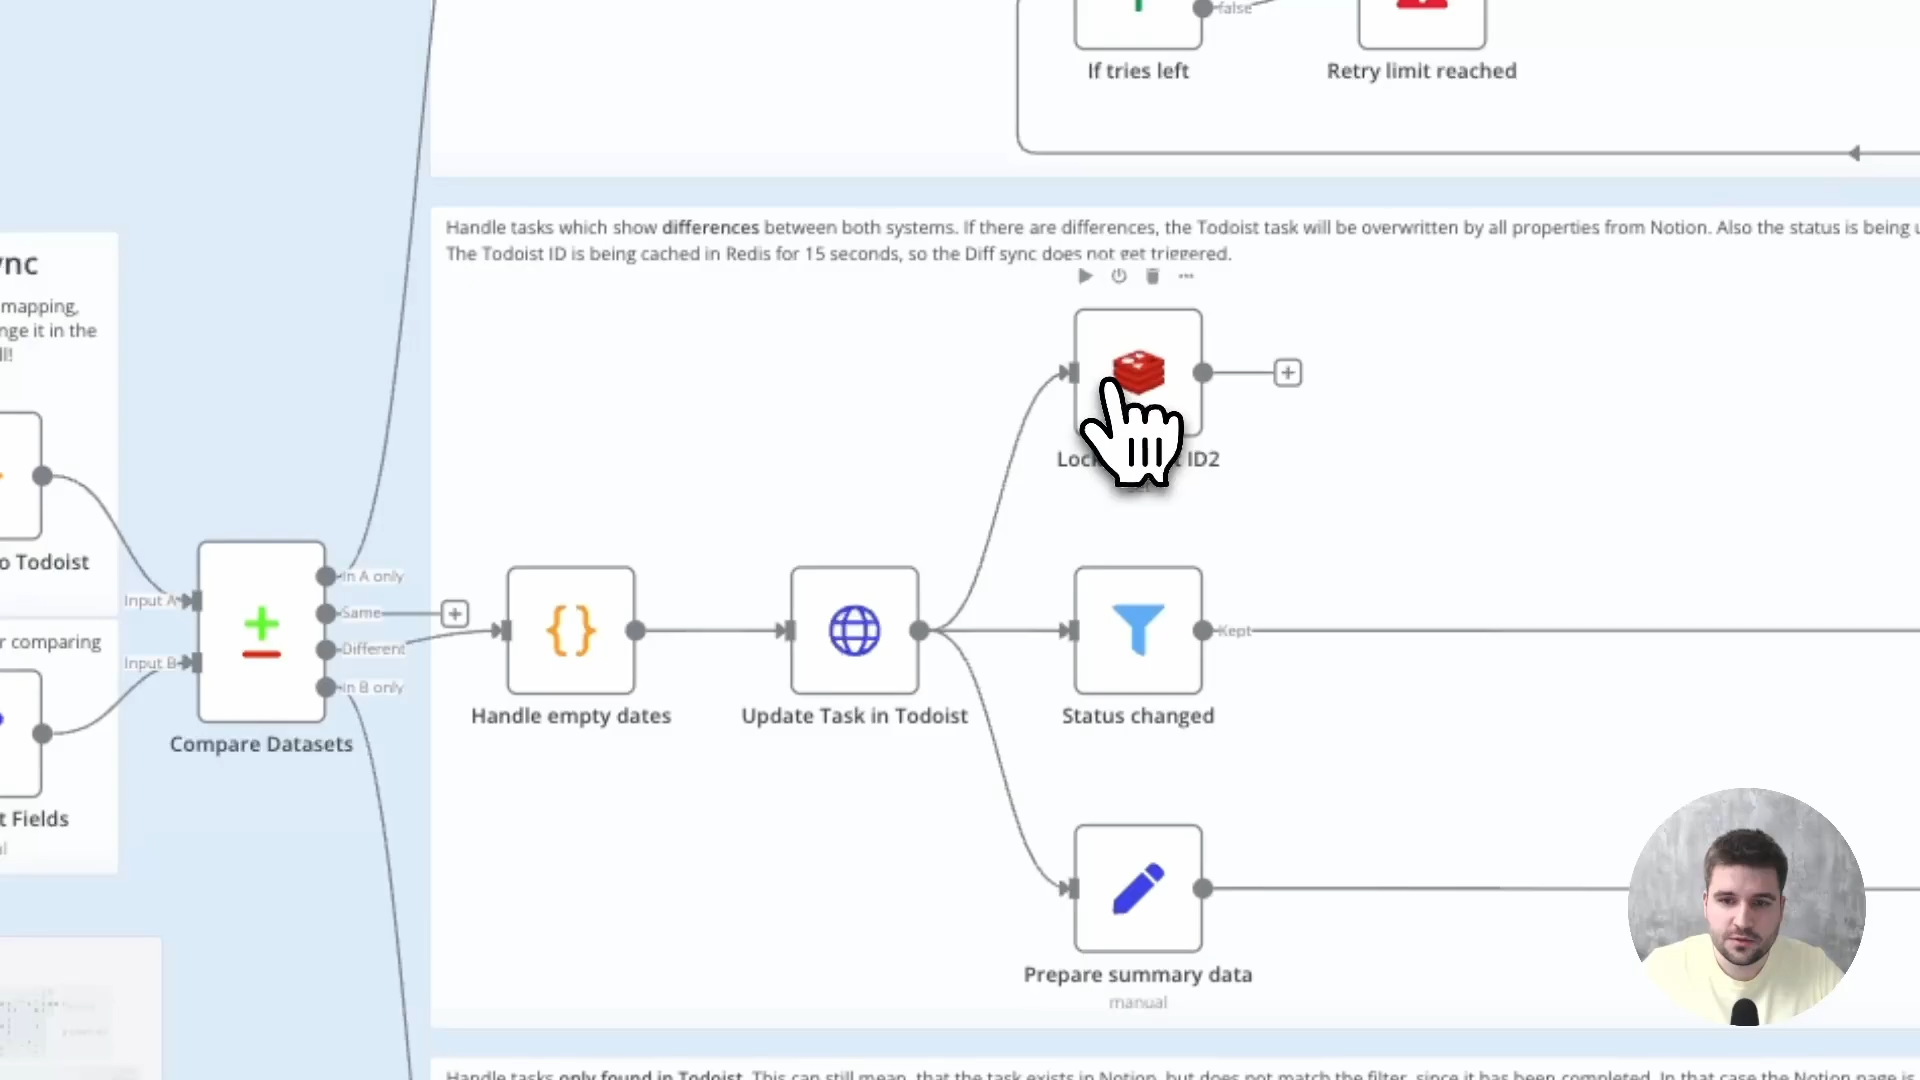 false
If tries left
Retry limit reached
Handle tasks which show differences between both systems. If there are differences, the Todoist task will be overwritten by all properties from Notion. Also the status is being
The Todoist ID is being cached in Redis for 15 seconds, so the Diff sync does not get triggered.
mapping,
nge it in the
ID2
o Todoist
Input A
In A only
Same
Different
In B only
Input B
r comparing
Kept
Handle empty dates
Update Task in Todoist
Status changed
Compare Datasets
t Fields
Prepare summary data
manual
Handle tasks only found in Todoist. This can still mean, that the task exists in Notion, but does not match the filter, since it has been completed. In that case the Notion page is